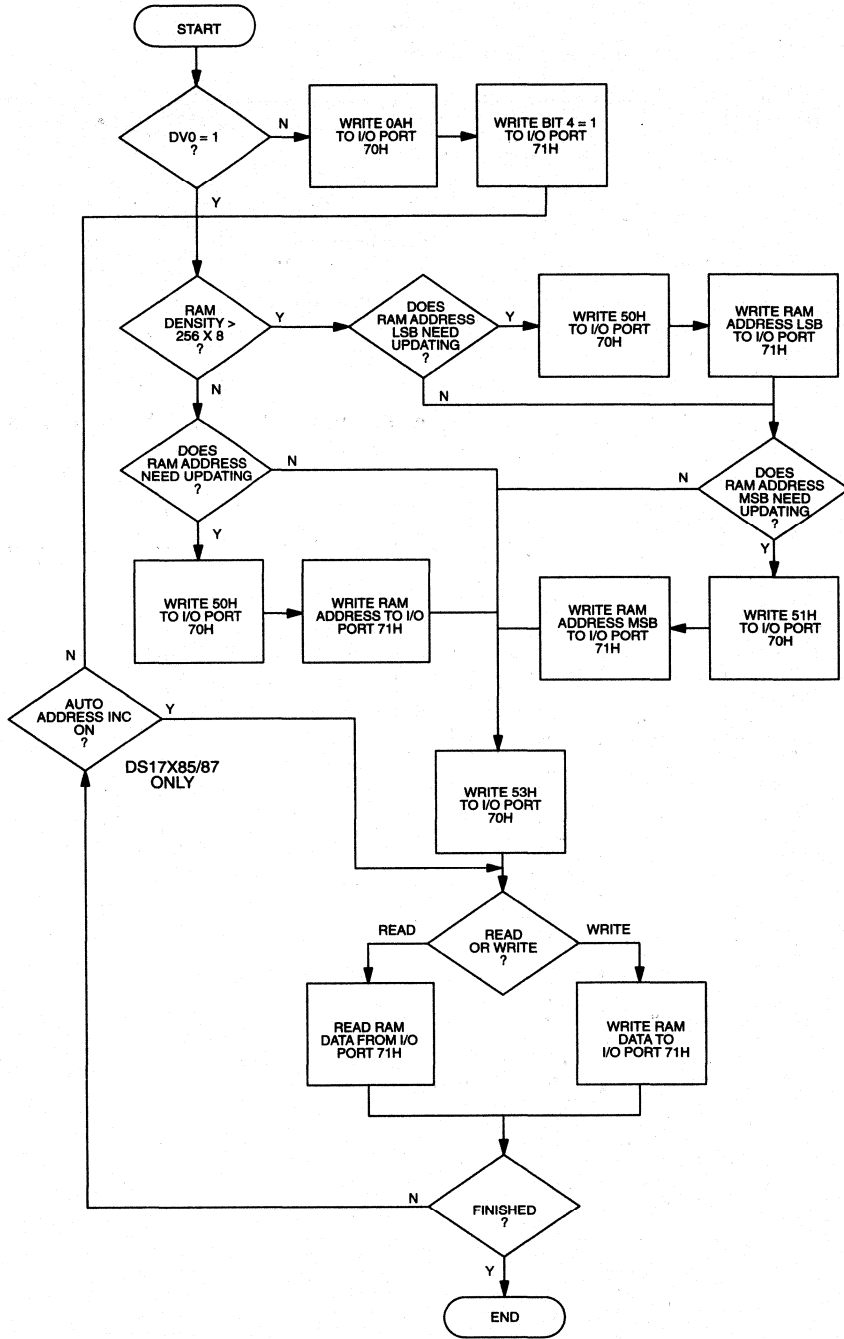 START
DV0 = 1
?
N
Y
WRITE 0AH
TO I/O PORT
70H
WRITE BIT 4 = 1
TO I/O PORT
71H
RAM
DENSITY >
256 X 8
?
Y
N
DOES
RAM ADDRESS
LSB NEED
UPDATING
?
Y
N
WRITE 50H
TO I/O PORT
70H
WRITE RAM
ADDRESS LSB
TO I/O PORT
71H
DOES
RAM ADDRESS
NEED UPDATING
?
N
Y
DOES
RAM ADDRESS
MSB NEED
UPDATING
?
N
Y
WRITE 50H
TO I/O PORT
70H
WRITE RAM
ADDRESS TO I/O
PORT 71H
WRITE RAM
ADDRESS MSB
TO I/O PORT
71H
WRITE 51H
TO I/O PORT
70H
N
AUTO
ADDRESS INC
ON
?
Y
DS17X85/87
ONLY
WRITE 53H
TO I/O PORT
70H
READ
READ
OR WRITE
?
WRITE
READ RAM
DATA FROM I/O
PORT 71H
WRITE RAM
DATA TO
I/O PORT 71H
N
FINISHED
?
Y
END